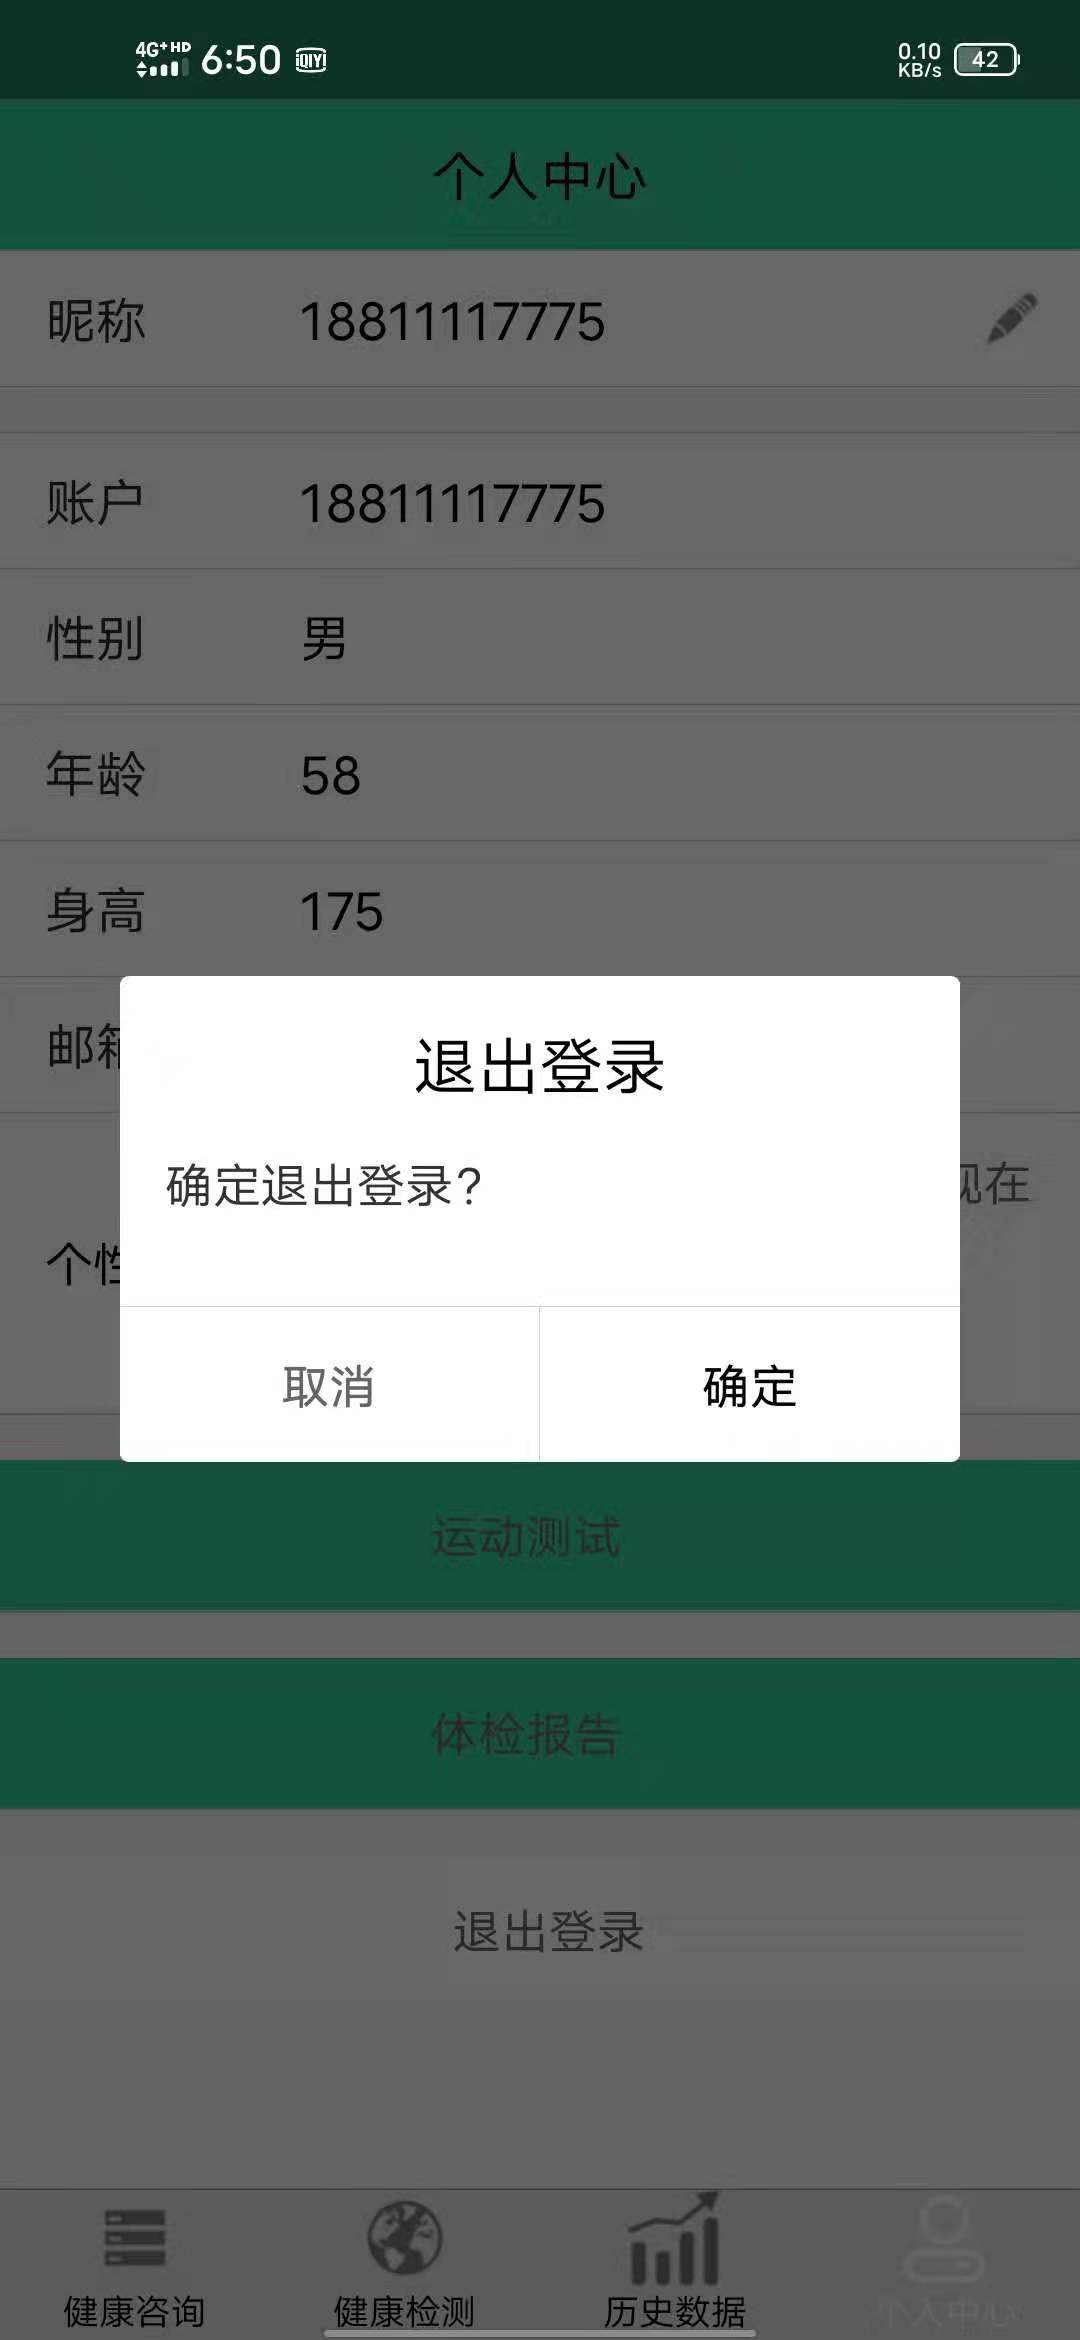 4G+ HD 6:50 iQIYI 0.10 KB/s 42
个人中心
昵称 18811117775
账户 18811117775
性别 男
年龄 58
身高 175
邮箱
退出登录
确定退出登录?
现在
个性
取消 确定
运动测试
体检报告
退出登录
健康咨询 健康检测 历史数据 个人中心